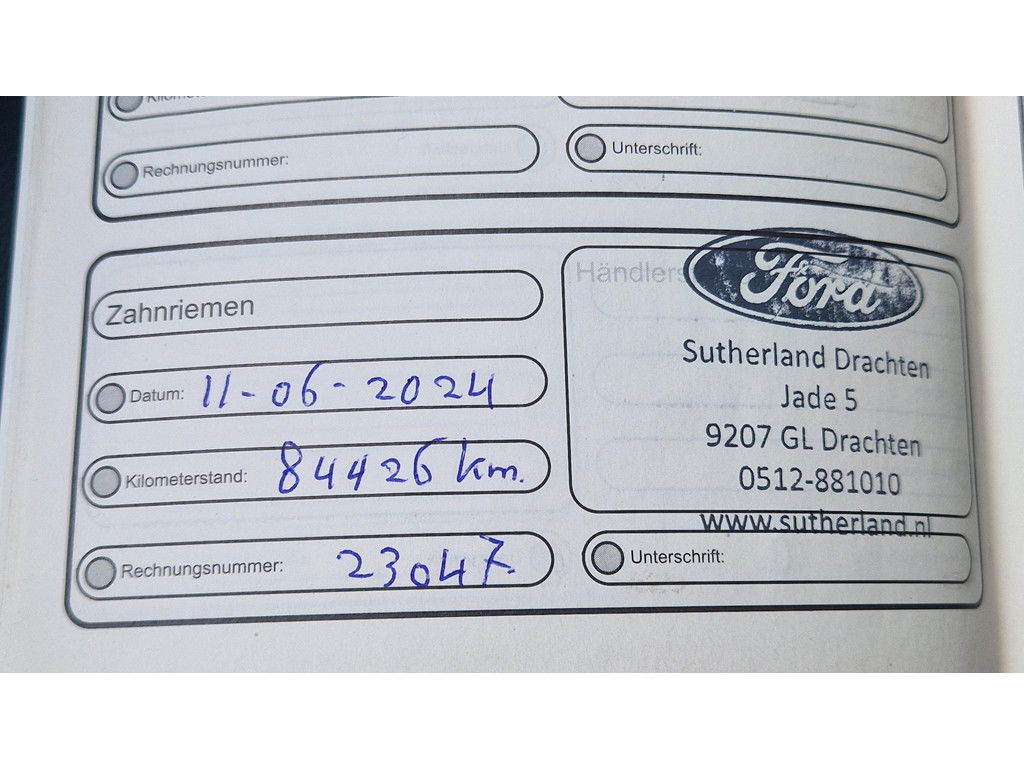 Rechnungsnummer:
Unterschrift:
Zahnriemen
Datum: 11-06-2024
Kilometerstand: 84426 km.
Rechnungsnummer: 23047
Ford
Sutherland Drachten
Jade 5
9207 GL Drachten
0512-881010
www.sutherland.nl
Unterschrift: